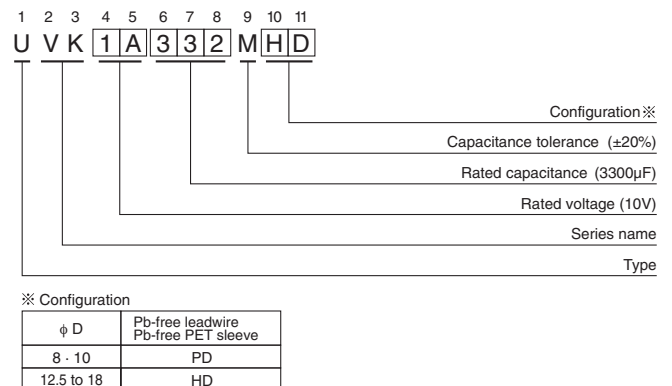 1 2 3 4 5 6 7 8 9 10 11
U V K 1 A 3 3 2 M H D
Configuration※
Capacitance tolerance (±20%)
Rated capacitance (3300µF)
Rated voltage (10V)
Series name
Type
※ Configuration
ϕ D
Pb-free leadwire
Pb-free PET sleeve
8 · 10 PD
12.5 to 18 HD